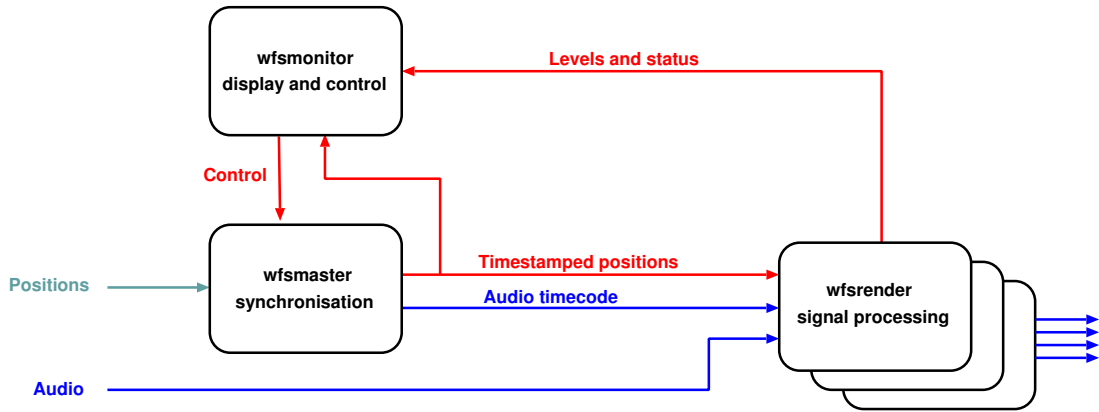 wfsmonitor
display and control
Levels and status
Control
Positions
wfsmaster
synchronisation
Timestamped positions
Audio timecode
wfsrender
signal processing
Audio